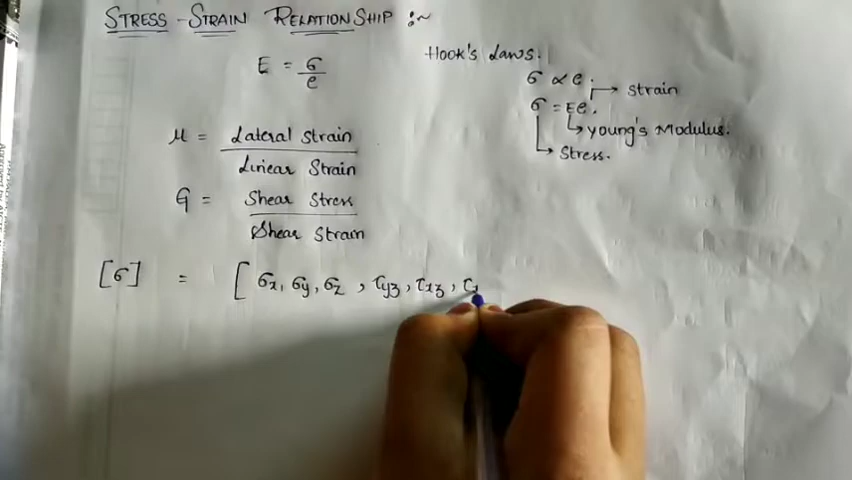 STRESS-STRAIN RELATIONSHIP :~
E = σ/e
Hook's Laws.
σ ∝ e.
strain
σ = Ee.
young's Modulus.
Stress.
μ = Lateral Strain
Linear Strain
G = Shear Stress
Shear Strain
[σ] = [σx, σy, σz, τyz, τxz, τx